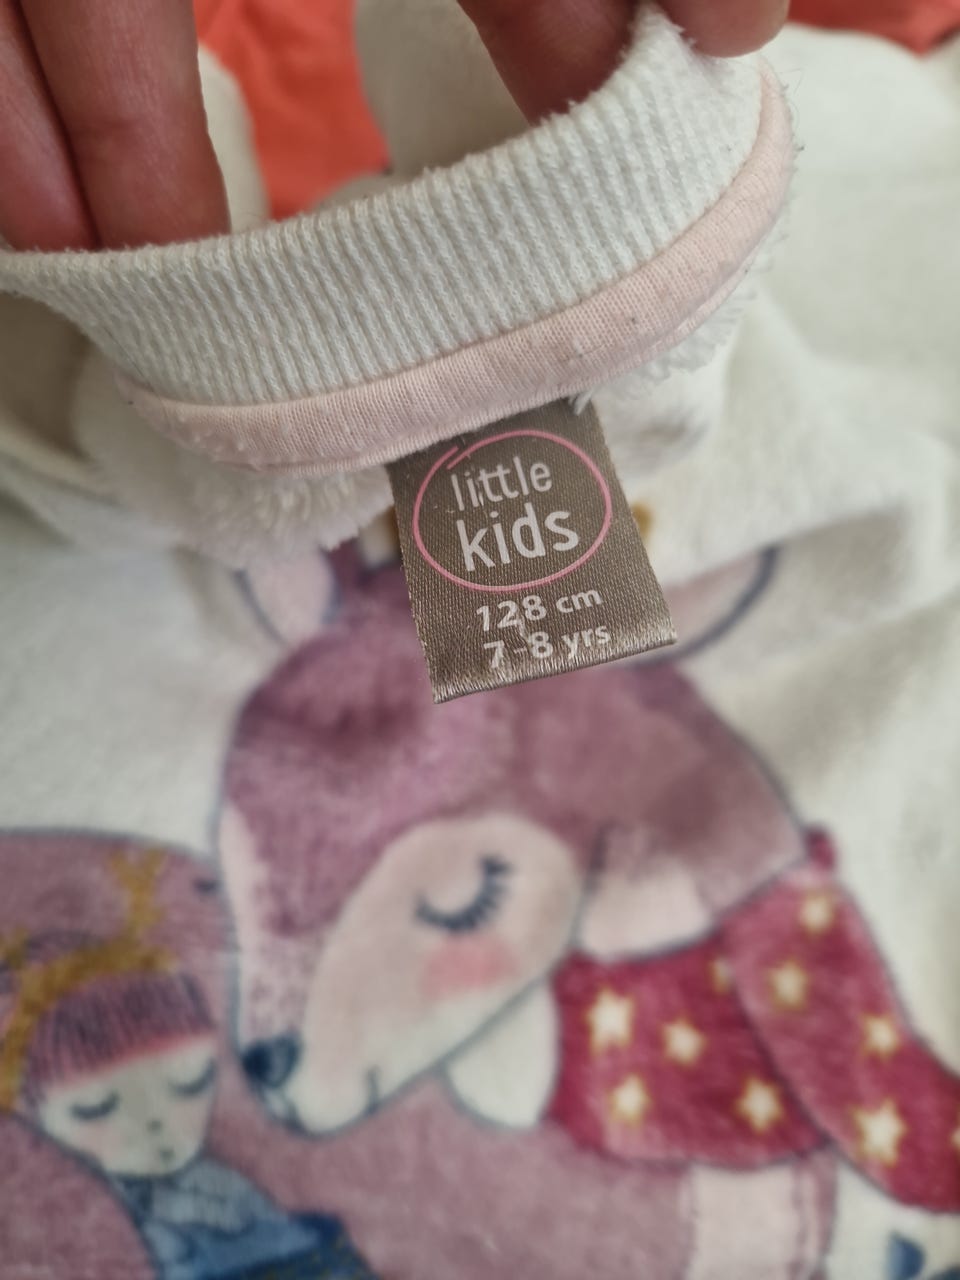 little
kids
128 cm
7-8 yrs